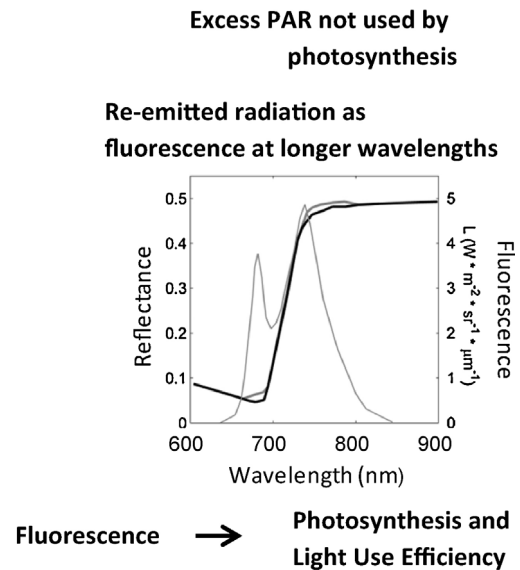 Excess PAR not used by
photosynthesis
Re-emitted radiation as
fluorescence at longer wavelengths
0.5
0.4
0.3
0.2
0.1
0
Reflectance
5
4
3
2
1
0
L (W * m⁻² * sr⁻¹ * μm⁻¹)
Fluorescence
600 700 800 900
Wavelength (nm)
Fluorescence → Photosynthesis and
Light Use Efficiency